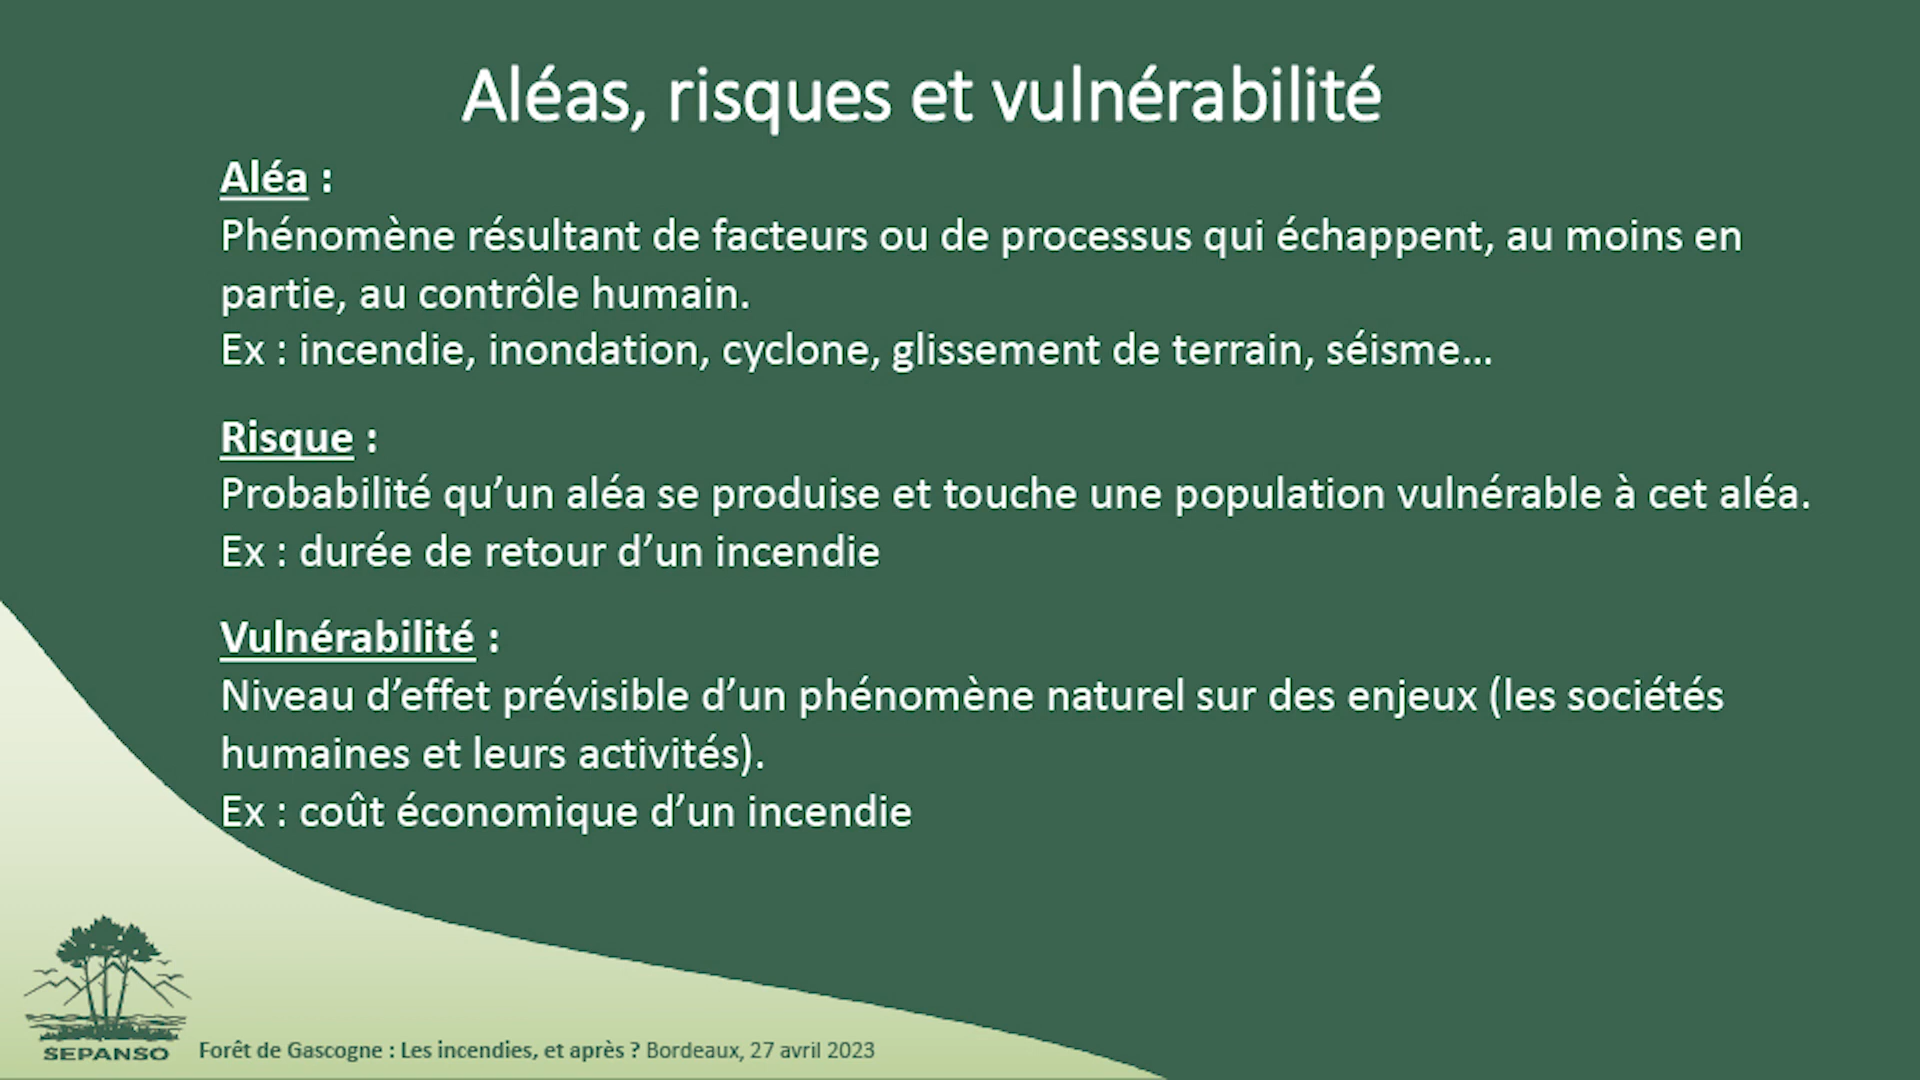 Aléas, risques et vulnérabilité
Aléa :
Phénomène résultant de facteurs ou de processus qui échappent, au moins en
partie, au contrôle humain.
Ex : incendie, inondation, cyclone, glissement de terrain, séisme…
Risque :
Probabilité qu’un aléa se produise et touche une population vulnérable à cet aléa.
Ex : durée de retour d’un incendie
Vulnérabilité :
Niveau d’effet prévisible d’un phénomène naturel sur des enjeux (les sociétés
humaines et leurs activités).
Ex : coût économique d’un incendie
SEPANSO
Forêt de Gascogne : Les incendies, et après ? Bordeaux, 27 avril 2023